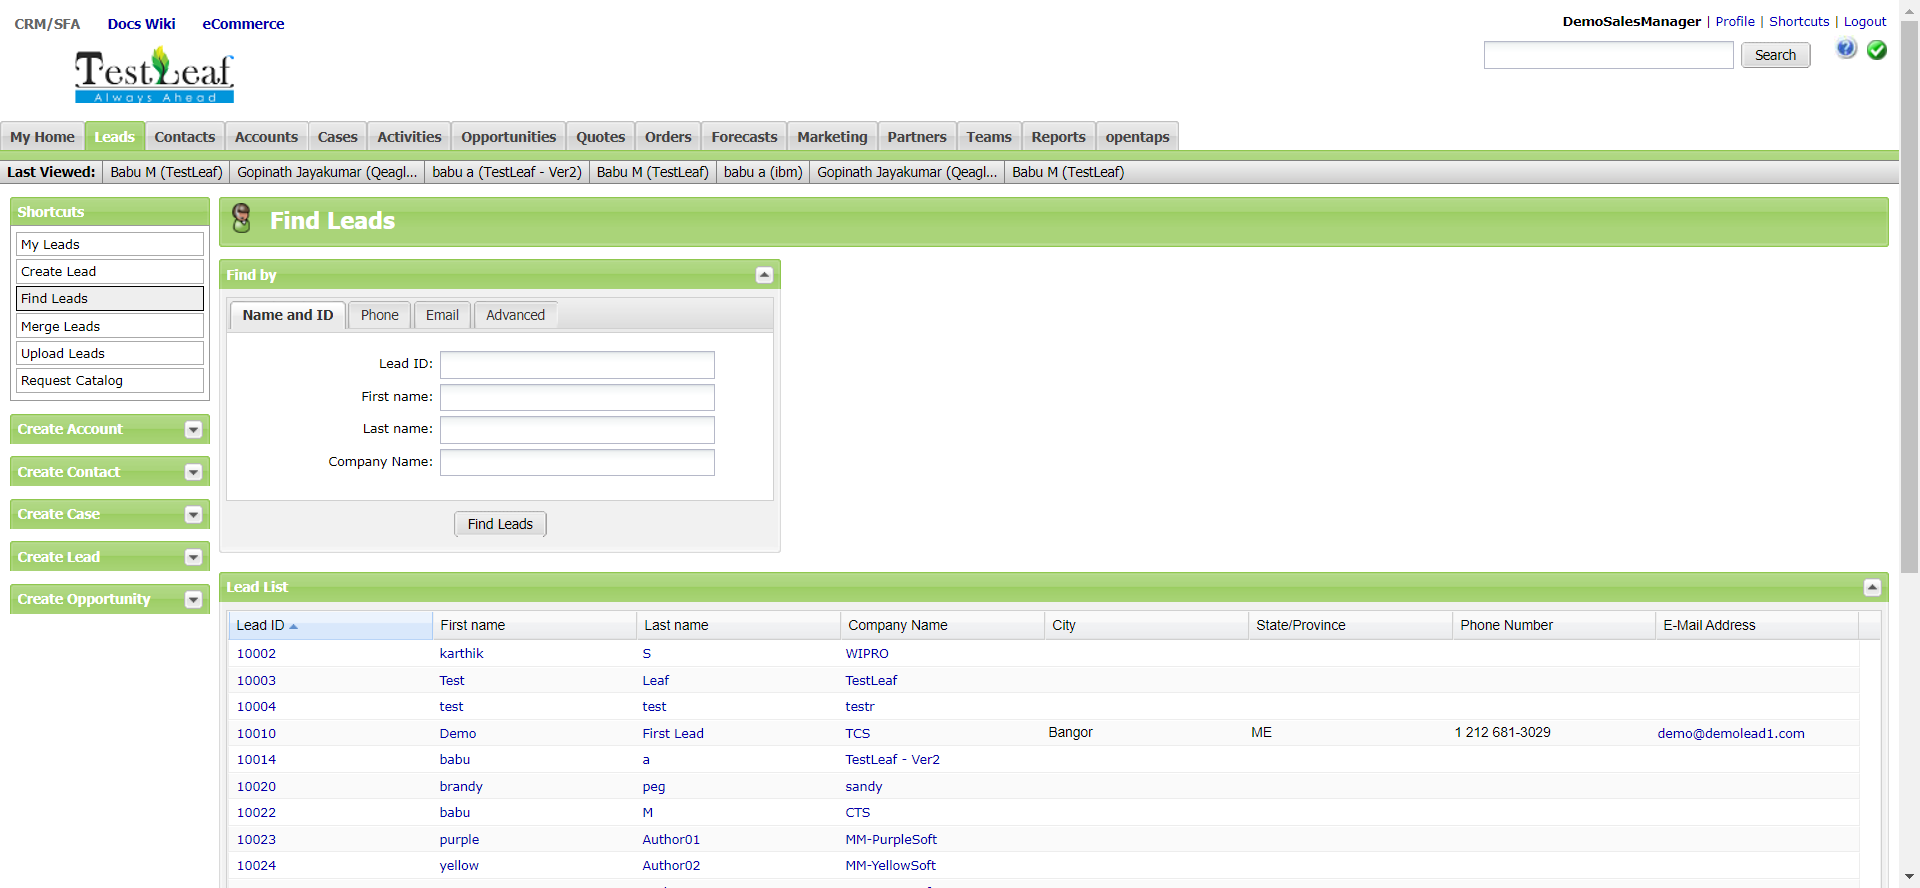 CRM/SFA Docs Wiki eCommerce
DemoSalesManager | Profile | Shortcuts | Logout
Search
TestLeaf
Always Ahead
My Home Leads Contacts Accounts Cases Activities Opportunities Quotes Orders Forecasts Marketing Partners Teams Reports opentaps
Last Viewed: Babu M (TestLeaf) Gopinath Jayakumar (Qeagl... babu a (TestLeaf - Ver2) Babu M (TestLeaf) babu a (ibm) Gopinath Jayakumar (Qeagl... Babu M (TestLeaf)
Shortcuts
My Leads
Create Lead
Find Leads
Merge Leads
Upload Leads
Request Catalog
Create Account
Create Contact
Create Case
Create Lead
Create Opportunity
Find Leads
Find by
Name and ID Phone Email Advanced
Lead ID:
First name:
Last name:
Company Name:
Find Leads
Lead List
Lead ID First name Last name Company Name City State/Province Phone Number E-Mail Address
10002 karthik S WIPRO
10003 Test Leaf TestLeaf
10004 test test testr
10010 Demo First Lead TCS Bangor ME 1 212 681-3029 demo@demolead1.com
10014 babu a TestLeaf - Ver2
10020 brandy peg sandy
10022 babu M CTS
10023 purple Author01 MM-PurpleSoft
10024 yellow Author02 MM-YellowSoft